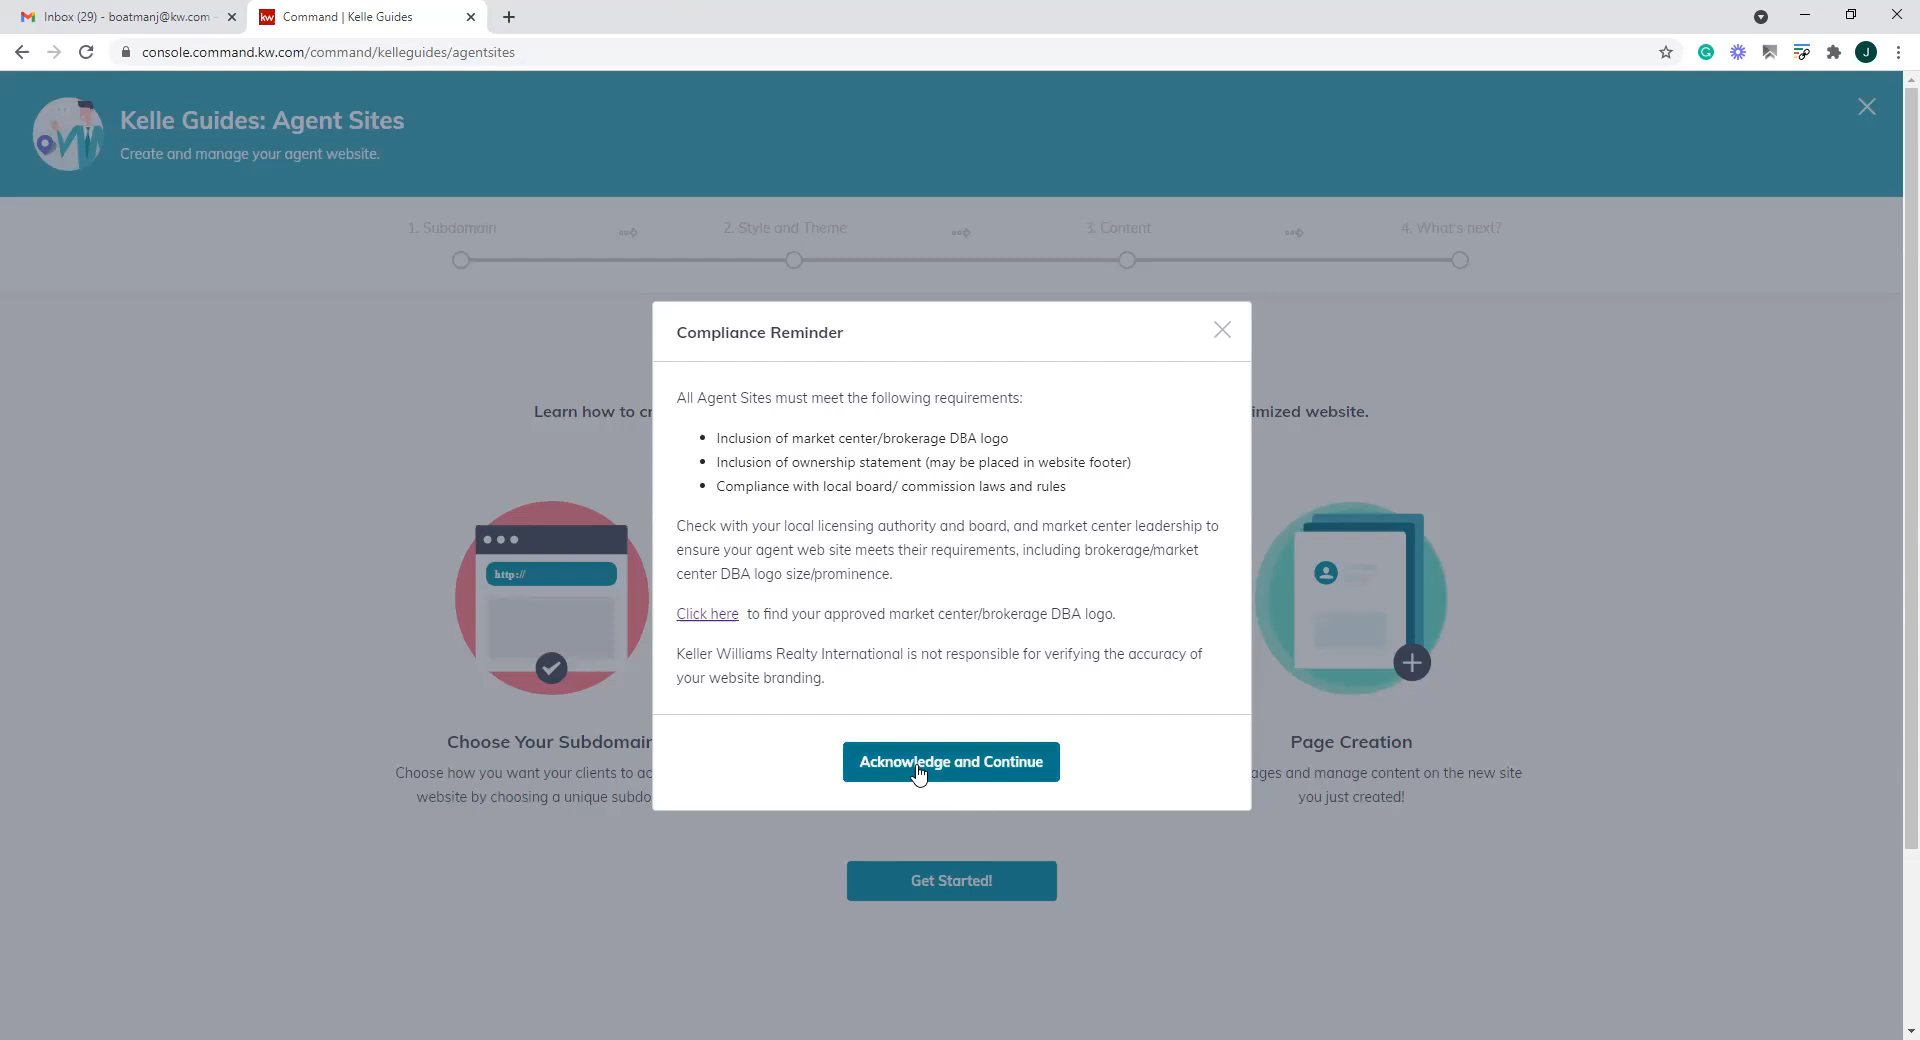 Inbox (29) - boatmanj@kw.com -
kw Command | Kelle Guides
console.command.kw.com/command/kelleguides/agentsites
J
Kelle Guides: Agent Sites
Create and manage your agent website.
1. Subdomain
2. Style and Theme
3. Content
4. What's next?
Learn how to cr
imized website.
Compliance Reminder
All Agent Sites must meet the following requirements:
• Inclusion of market center/brokerage DBA logo
• Inclusion of ownership statement (may be placed in website footer)
• Compliance with local board/ commission laws and rules
Check with your local licensing authority and board, and market center leadership to
ensure your agent web site meets their requirements, including brokerage/market
center DBA logo size/prominence.
Click here to find your approved market center/brokerage DBA logo.
Keller Williams Realty International is not responsible for verifying the accuracy of
your website branding.
Acknowledge and Continue
http://
Choose Your Subdomain
Choose how you want your clients to ac
website by choosing a unique subdo
Page Creation
ages and manage content on the new site
you just created!
Get Started!